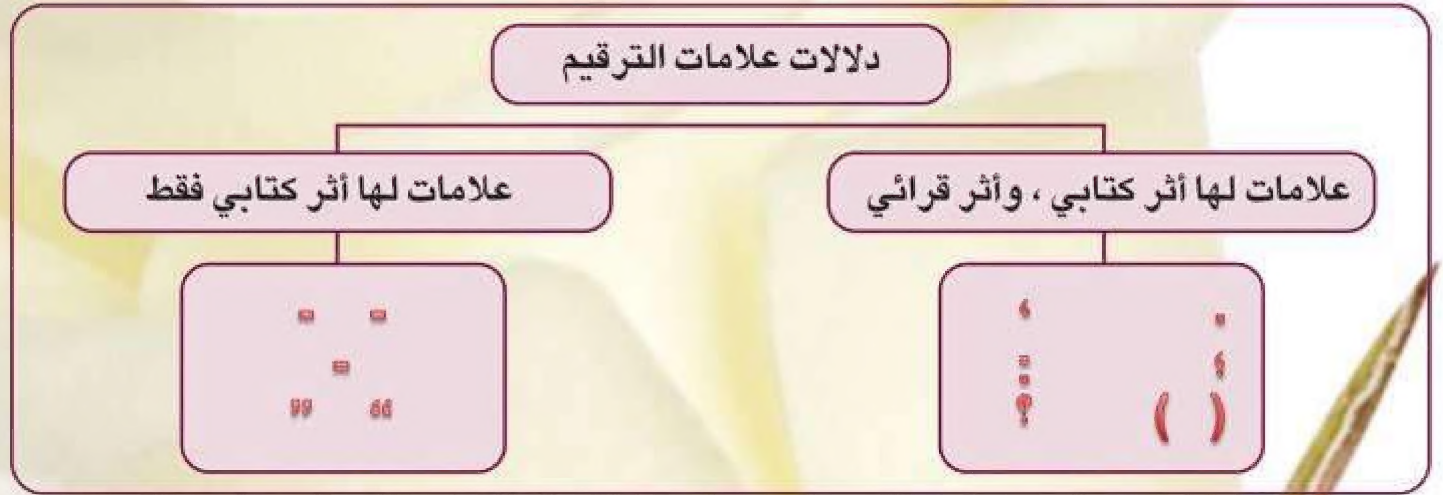 دلالات علامات الترقيم
علامات لها أثر كتابي ، وأثر قرائي
علامات لها أثر كتابي فقط
. ،
؛ :
( ) ؟
- -
=
“ ”